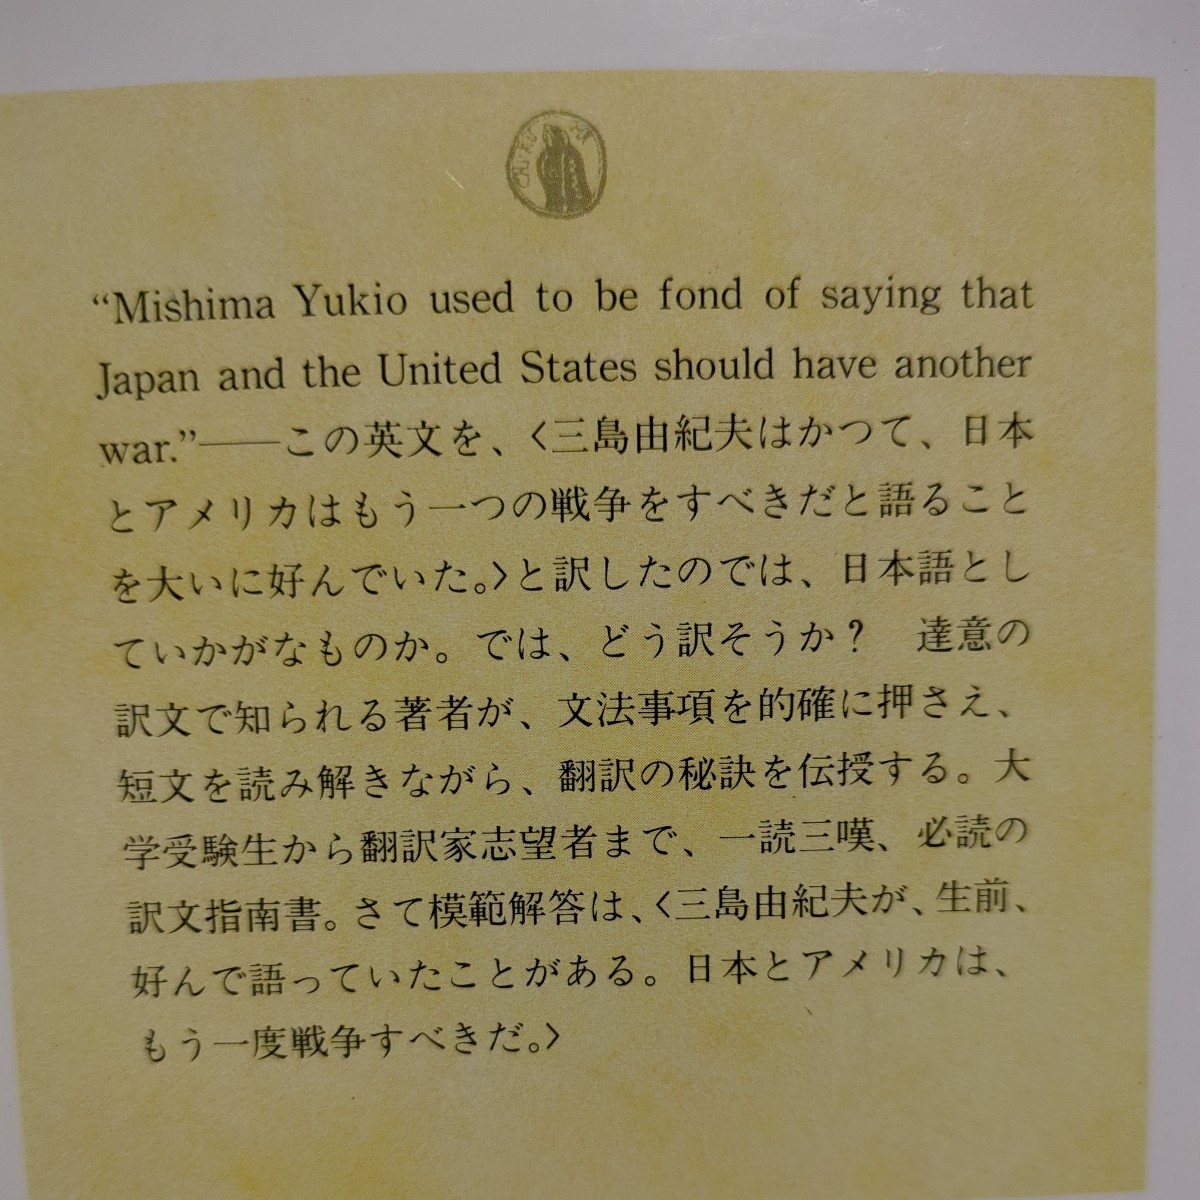 “Mishima Yukio used to be fond of saying that
Japan and the United States should have another
war.”——この英文を、〈三島由紀夫はかつて、日本
とアメリカはもう一つの戦争をすべきだと語ること
を大いに好んでいた。〉と訳したのでは、日本語とし
ていかがなものか。では、どう訳そうか？　達意の
訳文で知られる著者が、文法事項を的確に押さえ、
短文を読み解きながら、翻訳の秘訣を伝授する。大
学受験生から翻訳家志望者まで、一読三嘆、必読の
訳文指南書。さて模範解答は、〈三島由紀夫が、生前、
好んで語っていたことがある。日本とアメリカは、
もう一度戦争すべきだ。〉